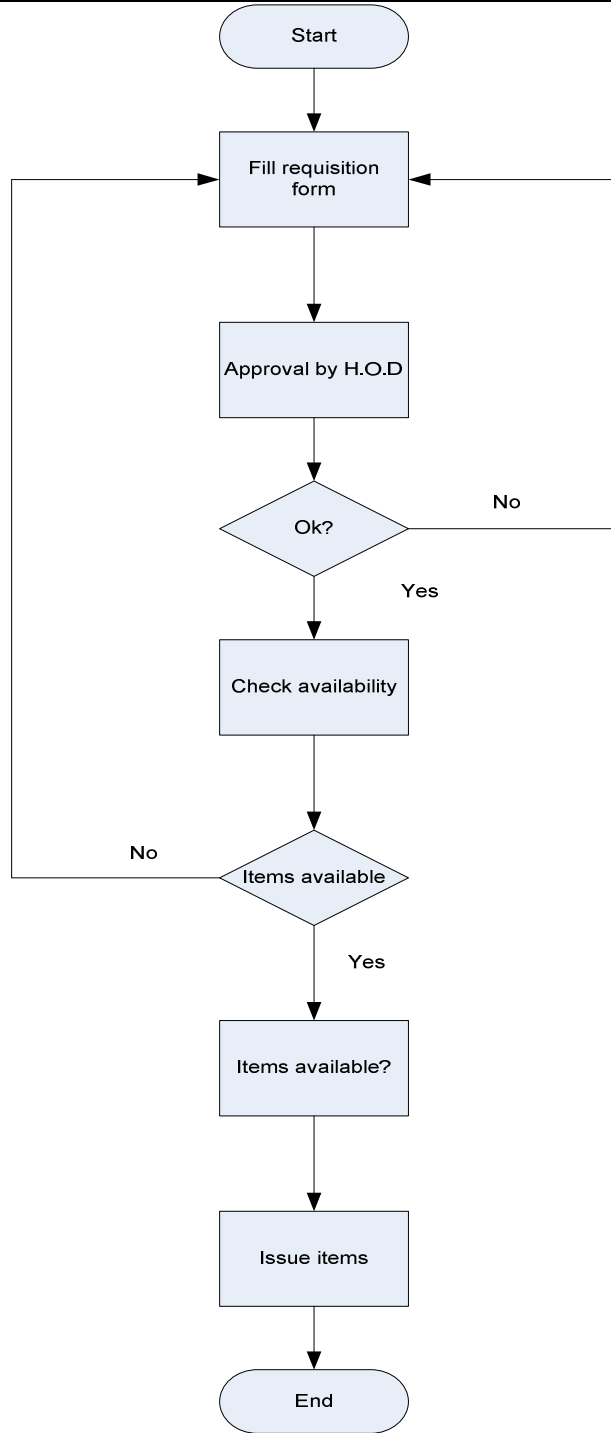 Start
Fill requisition
form
Approval by H.O.D
Ok?
No
Yes
Check availability
Items available
No
Yes
Items available?
Issue items
End